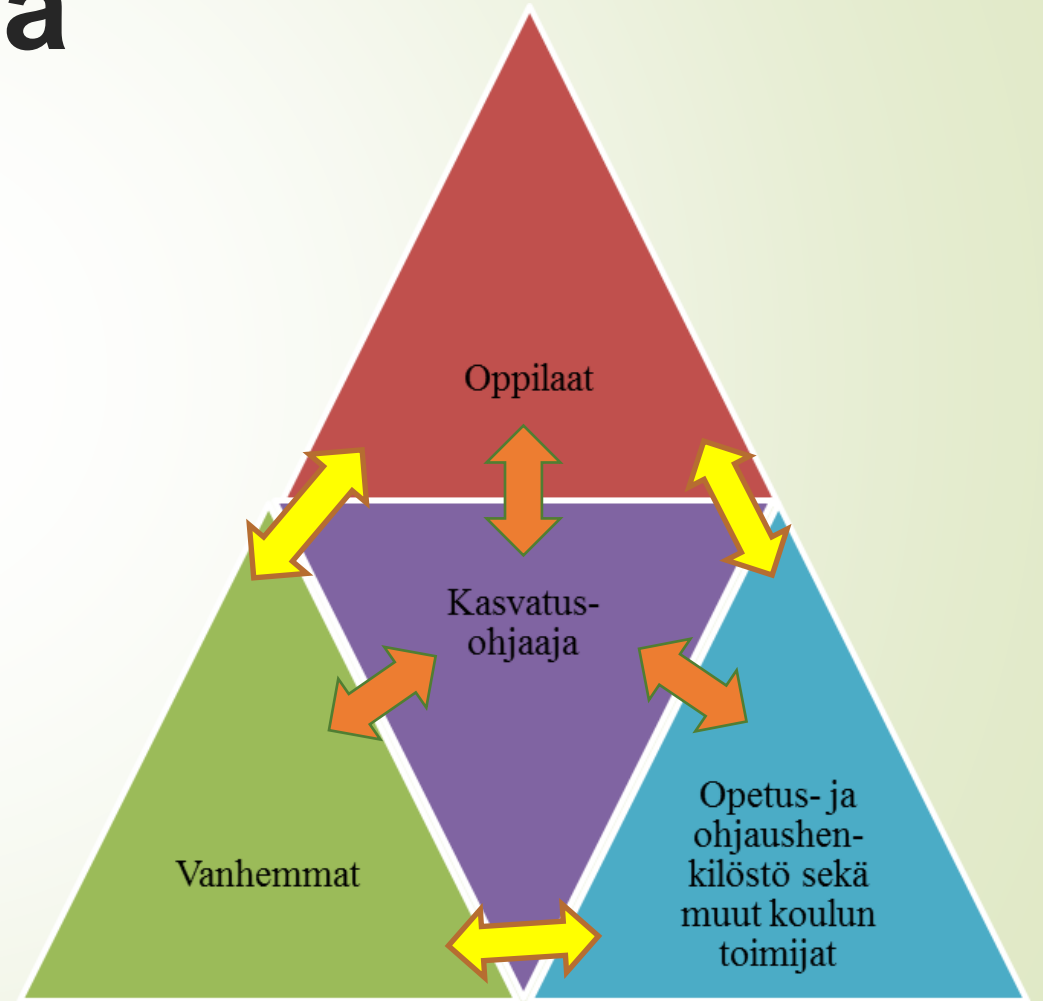 a
Oppilaat
Kasvatus-
ohjaaja
Vanhemmat
Opetus- ja
ohjaushen-
kilöstö sekä
muut koulun
toimijat